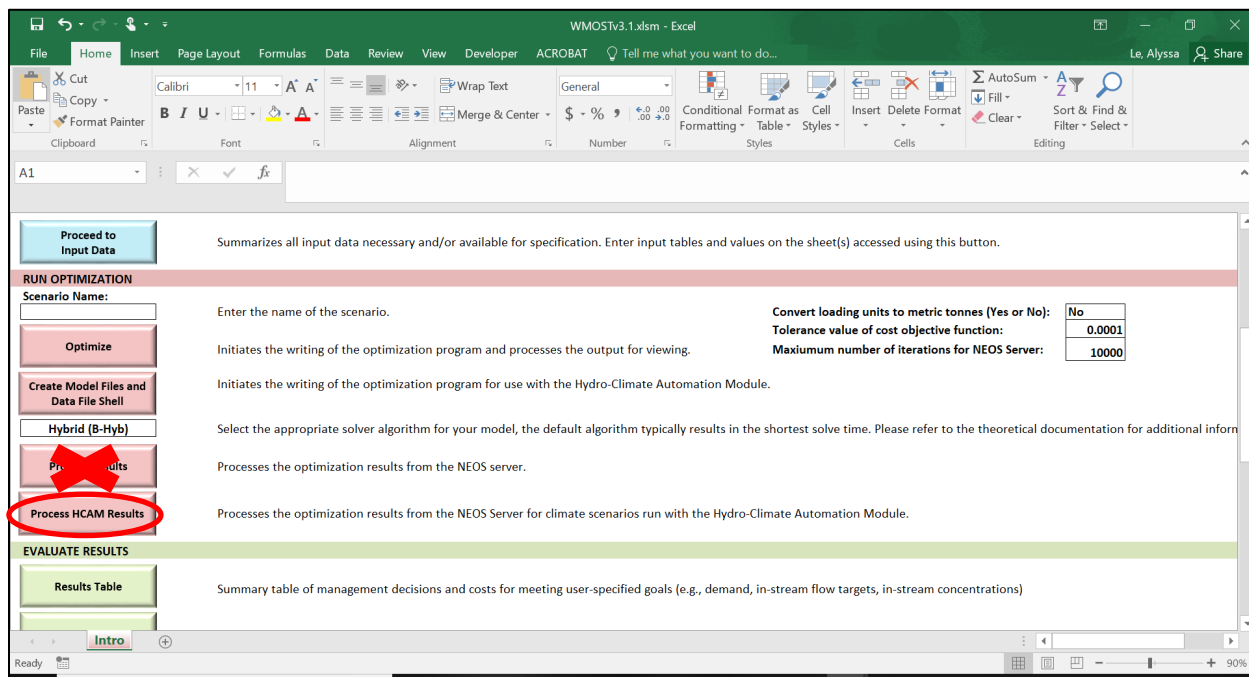 WMOSTv3.1.xlsm - Excel
File Home Insert Page Layout Formulas Data Review View Developer ACROBAT Tell me what you want to do... Le, Alyssa Share
Cut
Copy
Format Painter
Paste
Calibri 11
Wrap Text
Merge & Center
General
Conditional Formatting
Format as Table
Cell Styles
Insert Delete Format
AutoSum
Fill
Clear
Sort & Filter
Find & Select
Clipboard Font Alignment Number Styles Cells Editing
A1 fx
Proceed to
Input Data
Summarizes all input data necessary and/or available for specification. Enter input tables and values on the sheet(s) accessed using this button.
RUN OPTIMIZATION
Scenario Name:
Enter the name of the scenario.
Convert loading units to metric tonnes (Yes or No): No
Tolerance value of cost objective function: 0.0001
Optimize
Initiates the writing of the optimization program and processes the output for viewing.
Maxiumum number of iterations for NEOS Server: 10000
Create Model Files and
Data File Shell
Initiates the writing of the optimization program for use with the Hydro-Climate Automation Module.
Hybrid (B-Hyb)
Select the appropriate solver algorithm for your model, the default algorithm typically results in the shortest solve time. Please refer to the theoretical documentation for additional inform
Processes the optimization results from the NEOS server.
Process HCAM Results
Processes the optimization results from the NEOS Server for climate scenarios run with the Hydro-Climate Automation Module.
EVALUATE RESULTS
Results Table
Summary table of management decisions and costs for meeting user-specified goals (e.g., demand, in-stream flow targets, in-stream concentrations)
Intro
Ready 90%